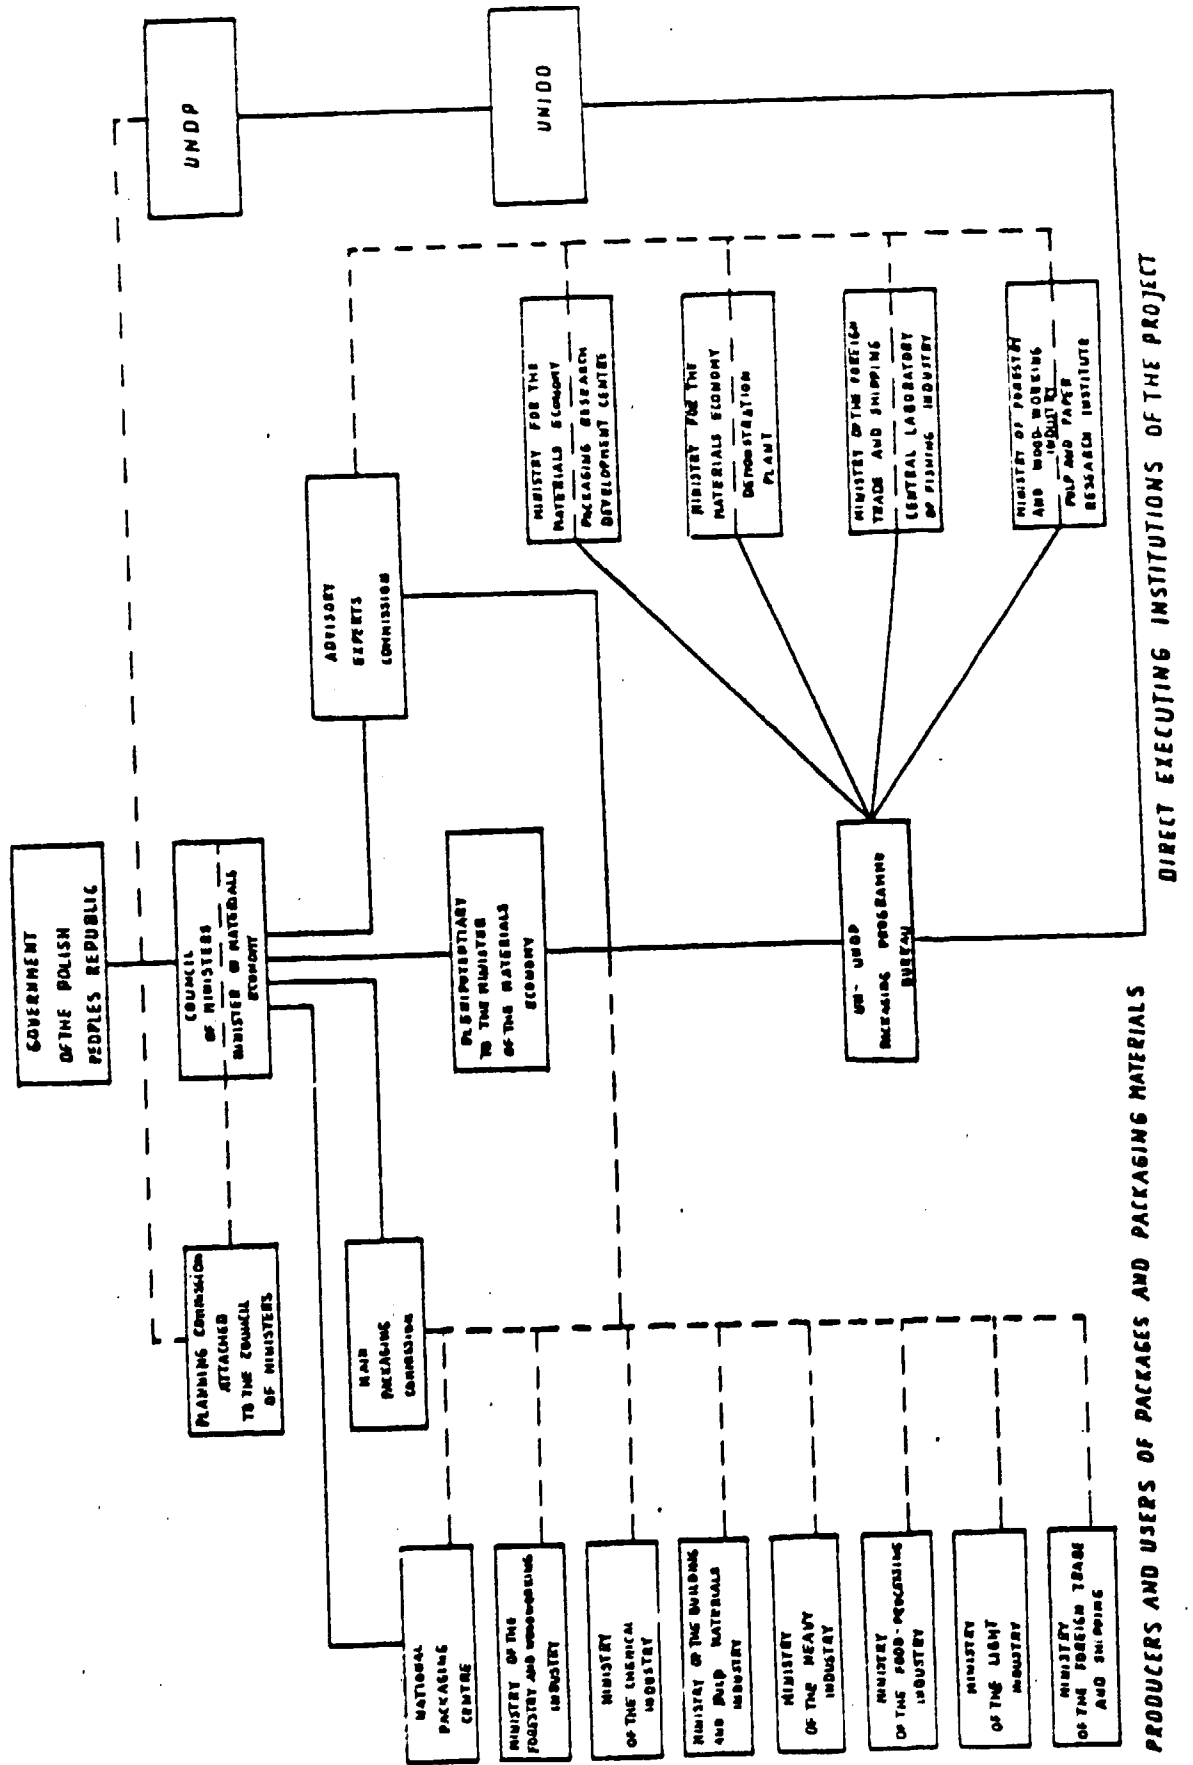 GOVERNMENT
OF THE POLISH
PEOPLES REPUBLIC
UNDP
COUNCIL
OF MINISTERS
MINISTER OF MATERIALS
ECONOMY
PLANNING COMMISSION
ATTACHED
TO THE COUNCIL
OF MINISTERS
ADVISORY
EXPERTS
COMMISSION
MAIN
PACKAGING
COMMISSION
PLENIPOTENTIARY
TO THE MINISTER
OF THE MATERIALS
ECONOMY
UNIDO
NATIONAL
PACKAGING
CENTRE
MINISTRY OF THE
FORESTRY AND WOODWORKING
INDUSTRY
MINISTRY
OF THE CHEMICAL
INDUSTRY
MINISTRY OF THE BUILDING
AND BUILD MATERIALS
INDUSTRY
MINISTRY
OF THE HEAVY
INDUSTRY
MINISTRY
OF THE FOOD-PROCESSING
INDUSTRY
MINISTRY
OF THE LIGHT
INDUSTRY
MINISTRY
OF THE FOREIGN TRADE
AND SHIPPING
UNDP
PACKAGING PROGRAMME
BUREAU
MINISTRY FOR THE
MATERIALS ECONOMY
PACKAGING RESEARCH
DEVELOPMENT CENTRE
MINISTRY FOR THE
MATERIALS ECONOMY
DEMONSTRATION
PLANT
MINISTRY OF THE FOREIGN
TRADE AND SHIPPING
CENTRAL LABORATORY
OF FISHING INDUSTRY
MINISTRY OF FORESTRY
AND WOOD-WORKING
INDUTRY
PULP AND PAPER
RESEARCH INSTITUTE
PRODUCERS AND USERS OF PACKAGES AND PACKAGING MATERIALS
DIRECT EXECUTING INSTITUTIONS OF THE PROJECT